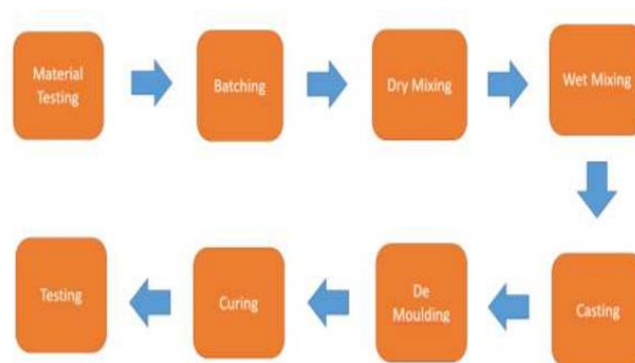 Material
Testing
Batching
Dry Mixing
Wet Mixing
Casting
De
Moulding
Curing
Testing